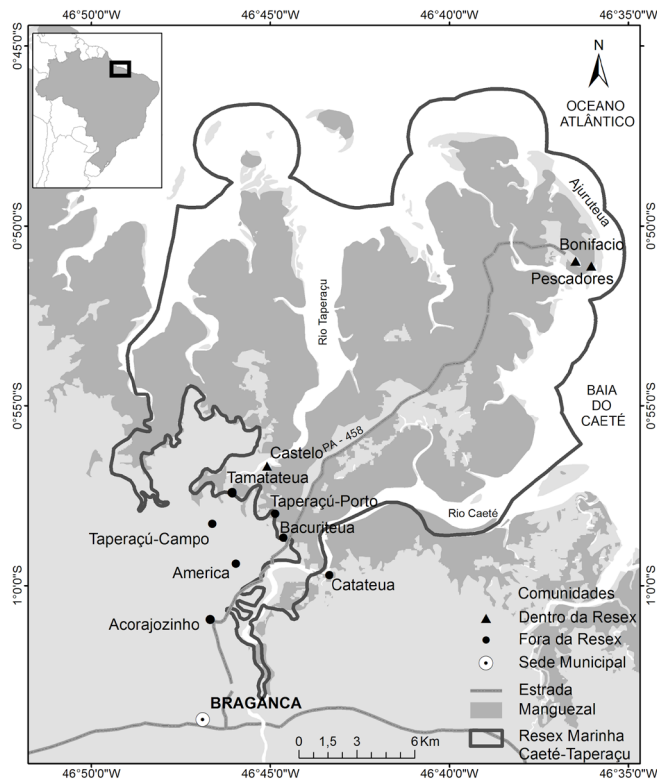 46°50'0"W 46°45'0"W 46°40'0"W 46°35'0"W
0°45'0"S
N
OCEANO
ATLÂNTICO
Ajuruteua
0°50'0"S
Bonifacio
Pescadores
Rio Taperaçu
BAIA
DO
CAETÉ
0°55'0"S
PA - 458
Castelo
Tamatateua
Taperaçú-Porto
Rio Caeté
Bacuriteua
Taperaçú-Campo
America
Catateua
1°0'0"S
Acorajozinho
BRAGANCA
Comunidades
Dentro da Resex
Fora da Resex
Sede Municipal
Estrada
Manguezal
Resex Marinha
Caeté-Taperaçu
0 1,5 3 6 Km
46°50'0"W 46°45'0"W 46°40'0"W 46°35'0"W
0°45'0"S
0°50'0"S
0°55'0"S
1°0'0"S